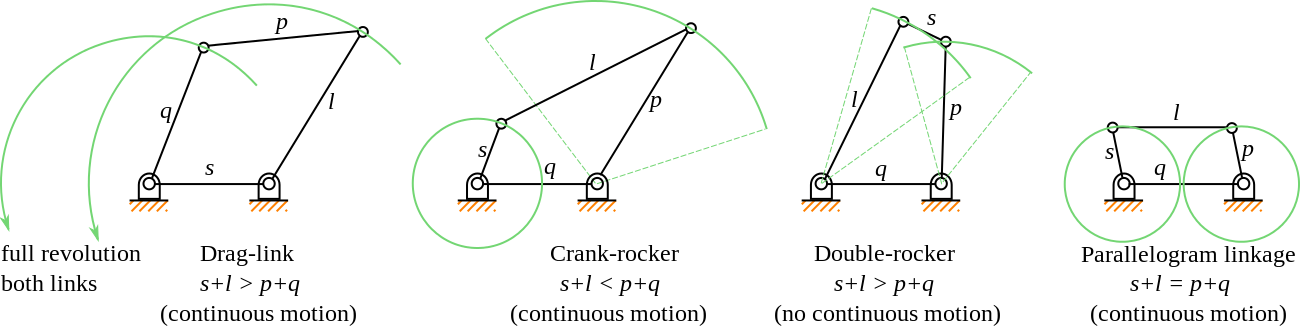 p
s
l
l
q
l
p
p
l
s
s
p
s
q
q
q
full revolution
both links
Drag-link
s+l > p+q
(continuous motion)
Crank-rocker
s+l < p+q
(continuous motion)
Double-rocker
s+l > p+q
(no continuous motion)
Parallelogram linkage
s+l = p+q
(continuous motion)